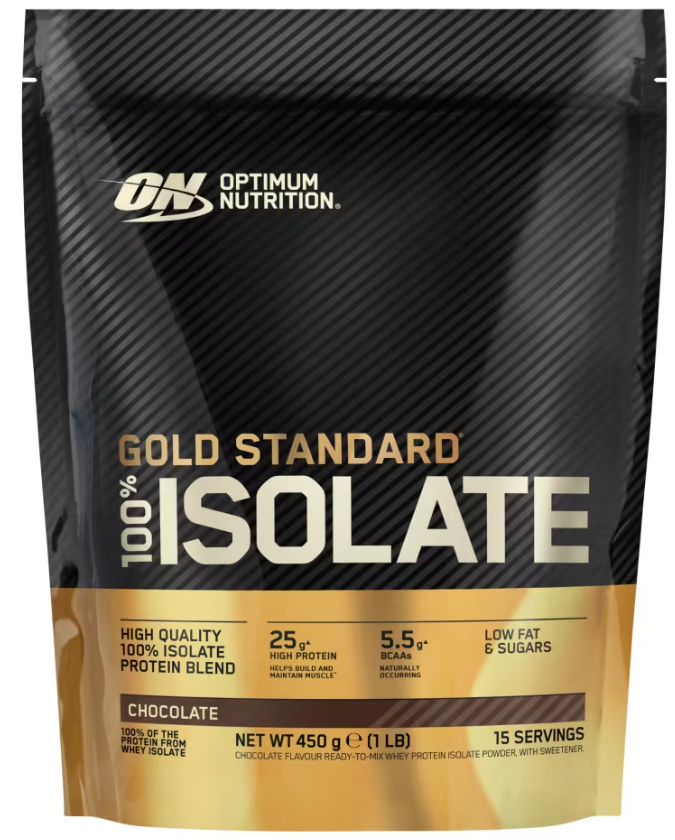 ON OPTIMUM
NUTRITION®
GOLD STANDARD®
100% ISOLATE
HIGH QUALITY
100% ISOLATE
PROTEIN BLEND
25g▲
HIGH PROTEIN
HELPS BUILD AND
MAINTAIN MUSCLE*
5.5g▲
BCAAs
NATURALLY
OCCURRING
LOW FAT
& SUGARS
CHOCOLATE
100% OF THE
PROTEIN FROM
WHEY ISOLATE
NET WT 450 g ℮ (1 LB)
15 SERVINGS
CHOCOLATE FLAVOUR READY-TO-MIX WHEY PROTEIN ISOLATE POWDER, WITH SWEETENER.